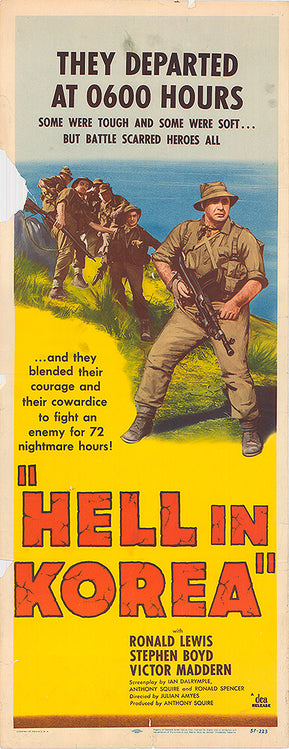 THEY DEPARTED
AT 0600 HOURS
SOME WERE TOUGH AND SOME WERE SOFT...
BUT BATTLE SCARRED HEROES ALL
...and they
blended their
courage and
their cowardice
to fight an
enemy for 72
nightmare hours!
"HELL IN
KOREA"
with
RONALD LEWIS
STEPHEN BOYD
VICTOR MADDERN
Screenplay by IAN DALRYMPLE,
ANTHONY SQUIRE and RONALD SPENCER
Directed by JULIAN AMYES
Produced by ANTHONY SQUIRE
A dca
RELEASE
57-225